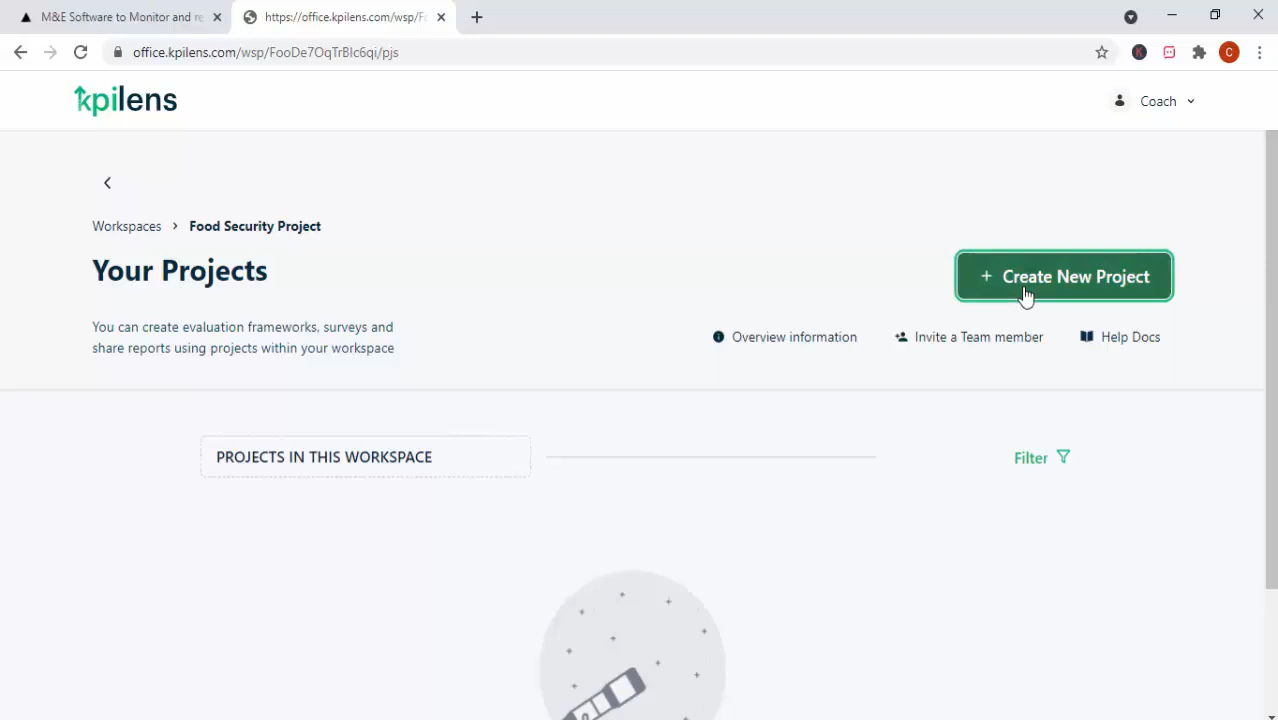 M&E Software to Monitor and re
https://office.kpilens.com/wsp/Fo
office.kpilens.com/wsp/FooDe7OqTrBlc6qi/pjs
K
C
kpilens
Coach
Workspaces > Food Security Project
Your Projects
+ Create New Project
You can create evaluation frameworks, surveys and
share reports using projects within your workspace
Overview information
Invite a Team member
Help Docs
PROJECTS IN THIS WORKSPACE
Filter